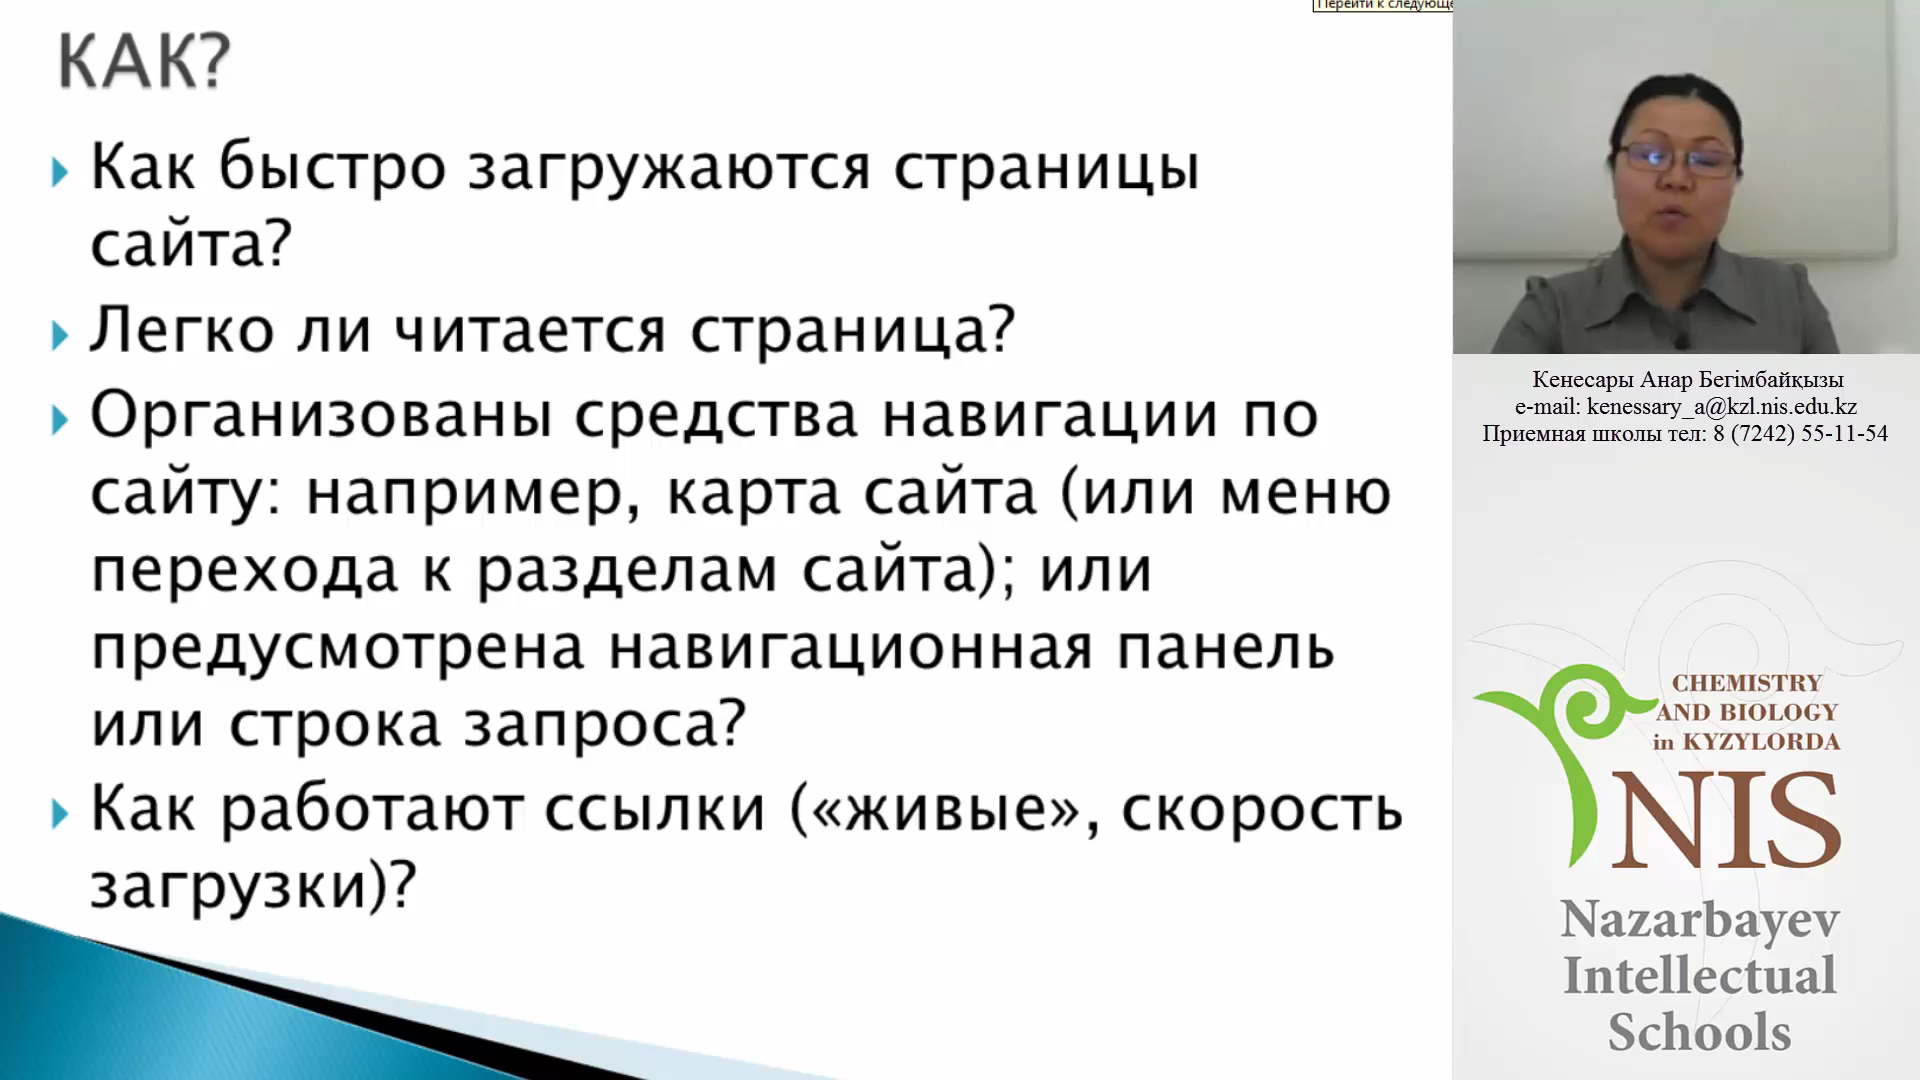 Перейти к следующе
КАК?
Как быстро загружаются страницы
сайта?
Легко ли читается страница?
Организованы средства навигации по
сайту: например, карта сайта (или меню
перехода к разделам сайта); или
предусмотрена навигационная панель
или строка запроса?
Как работают ссылки («живые», скорость
загрузки)?
Кенесары Анар Бегімбайқызы
e-mail: kenessary_a@kzl.nis.edu.kz
Приемная школы тел: 8 (7242) 55-11-54
CHEMISTRY
AND BIOLOGY
in KYZYLORDA
NIS
Nazarbayev
Intellectual
Schools